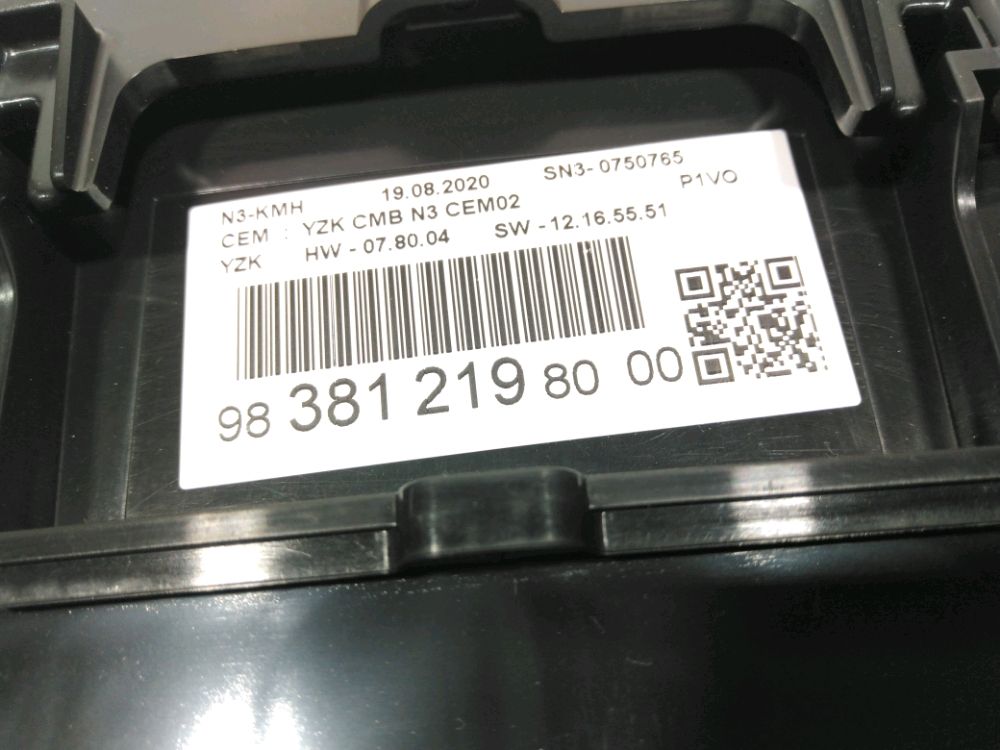 N3-KMH 19.08.2020 SN3- 0750765
CEM : YZK CMB N3 CEM02 P1VO
YZK HW - 07.80.04 SW - 12.16.55.51
98 381 219 80 00